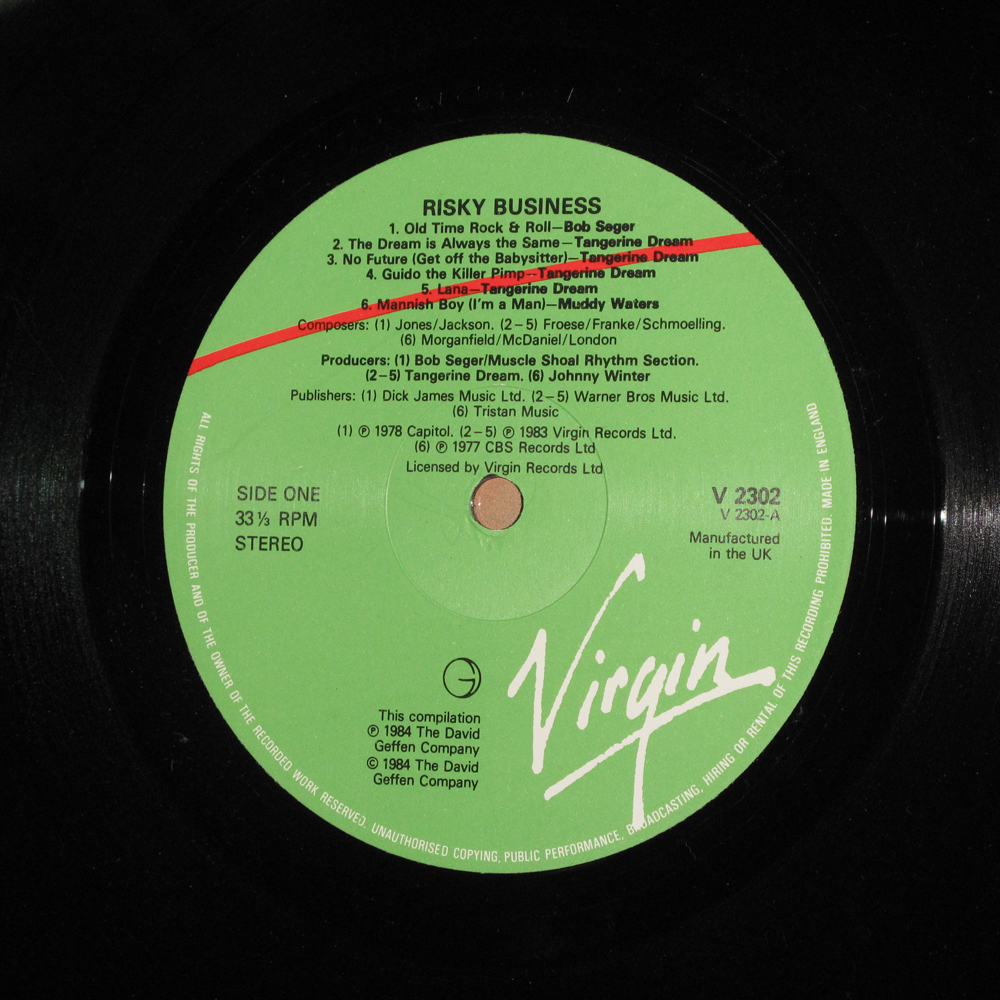 RISKY BUSINESS
1. Old Time Rock & Roll—Bob Seger
2. The Dream is Always the Same—Tangerine Dream
3. No Future (Get off the Babysitter)—Tangerine Dream
4. Guido the Killer Pimp--Tangerine Dream
5. Lana—Tangerine Dream
6. Mannish Boy (I'm a Man)—Muddy Waters
Composers: (1) Jones/Jackson. (2–5) Froese/Franke/Schmoelling.
(6) Morganfield/McDaniel/London
Producers: (1) Bob Seger/Muscle Shoal Rhythm Section.
(2–5) Tangerine Dream. (6) Johnny Winter
Publishers: (1) Dick James Music Ltd. (2–5) Warner Bros Music Ltd.
(6) Tristan Music
(1) ℗ 1978 Capitol. (2–5) ℗ 1983 Virgin Records Ltd.
(6) ℗ 1977 CBS Records Ltd
Licensed by Virgin Records Ltd
SIDE ONE
33⅓ RPM
STEREO
V 2302
V 2302-A
Manufactured
in the UK
Virgin
G
This compilation
℗ 1984 The David
Geffen Company
© 1984 The David
Geffen Company
ALL RIGHTS OF THE PRODUCER AND OF THE OWNER OF THE RECORDED WORK RESERVED. UNAUTHORISED COPYING, PUBLIC PERFORMANCE, BROADCASTING, HIRING OR RENTAL OF THIS RECORDING PROHIBITED. MADE IN ENGLAND